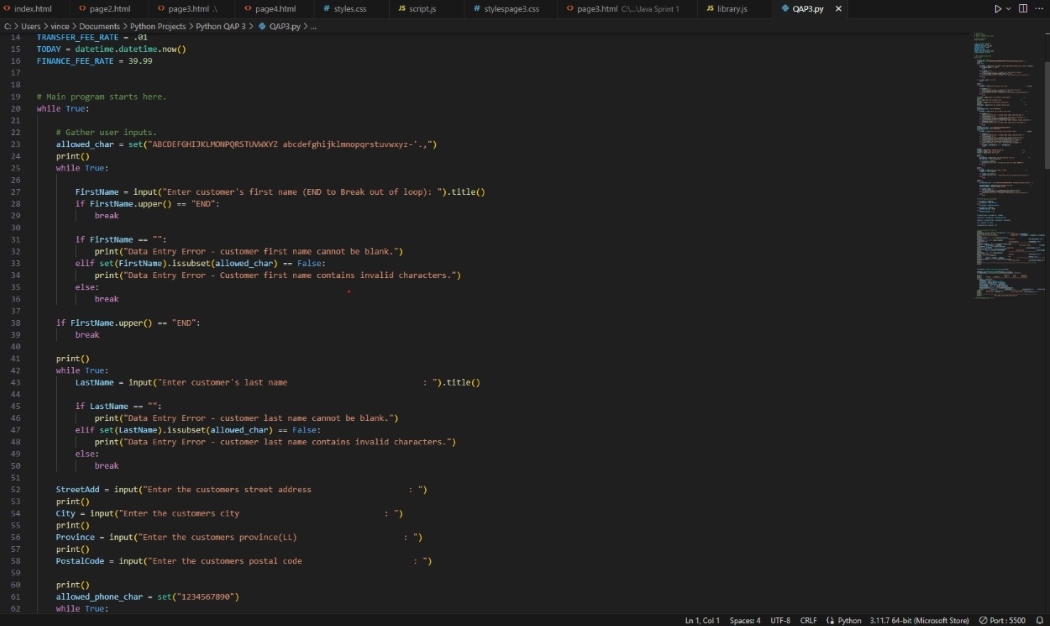 index.html page2.html page3.html .\ page4.html styles.css script.js stylespage3.css page3.html C:\...\Java Sprint 1 library.js QAP3.py
C: > Users > vince > Documents > Python Projects > Python QAP 3 > QAP3.py > ...
14 TRANSFER_FEE_RATE = .01
15 TODAY = datetime.datetime.now()
16 FINANCE_FEE_RATE = 39.99
17
18
19 # Main program starts here.
20 while True:
21
22 # Gather user inputs.
23 allowed_char = set("ABCDEFGHIJKLMONPQRSTUVWXYZ abcdefghijklmnopqrstuvwxyz-'.,")
24 print()
25 while True:
26
27 FirstName = input("Enter customer's first name (END to Break out of loop): ").title()
28 if FirstName.upper() == "END":
29 break
30
31 if FirstName == "":
32 print("Data Entry Error - customer first name cannot be blank.")
33 elif set(FirstName).issubset(allowed_char) == False:
34 print("Data Entry Error - Customer first name contains invalid characters.")
35 else:
36 break
37
38 if FirstName.upper() == "END":
39 break
40
41 print()
42 while True:
43 LastName = input("Enter customer's last name : ").title()
44
45 if LastName == "":
46 print("Data Entry Error - customer last name cannot be blank.")
47 elif set(LastName).issubset(allowed_char) == False:
48 print("Data Entry Error - customer last name contains invalid characters.")
49 else:
50 break
51
52 StreetAdd = input("Enter the customers street address : ")
53 print()
54 City = input("Enter the customers city : ")
55 print()
56 Province = input("Enter the customers province(LL) : ")
57 print()
58 PostalCode = input("Enter the customers postal code : ")
59
60 print()
61 allowed_phone_char = set("1234567890")
62 while True:
Ln 1, Col 1 Spaces: 4 UTF-8 CRLF Python 3.11.7 64-bit (Microsoft Store) Port : 5500